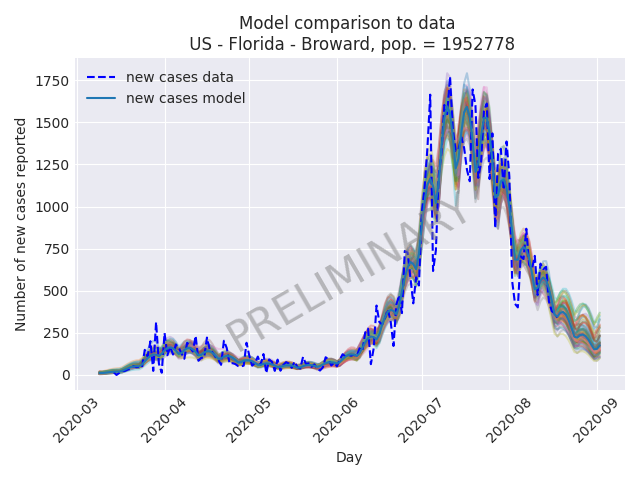 Model comparison to data
US - Florida - Broward, pop. = 1952778
new cases data
new cases model
Number of new cases reported
1750
1500
1250
1000
750
500
250
0
PRELIMINARY
2020-03
2020-04
2020-05
2020-06
2020-07
2020-08
2020-09
Day